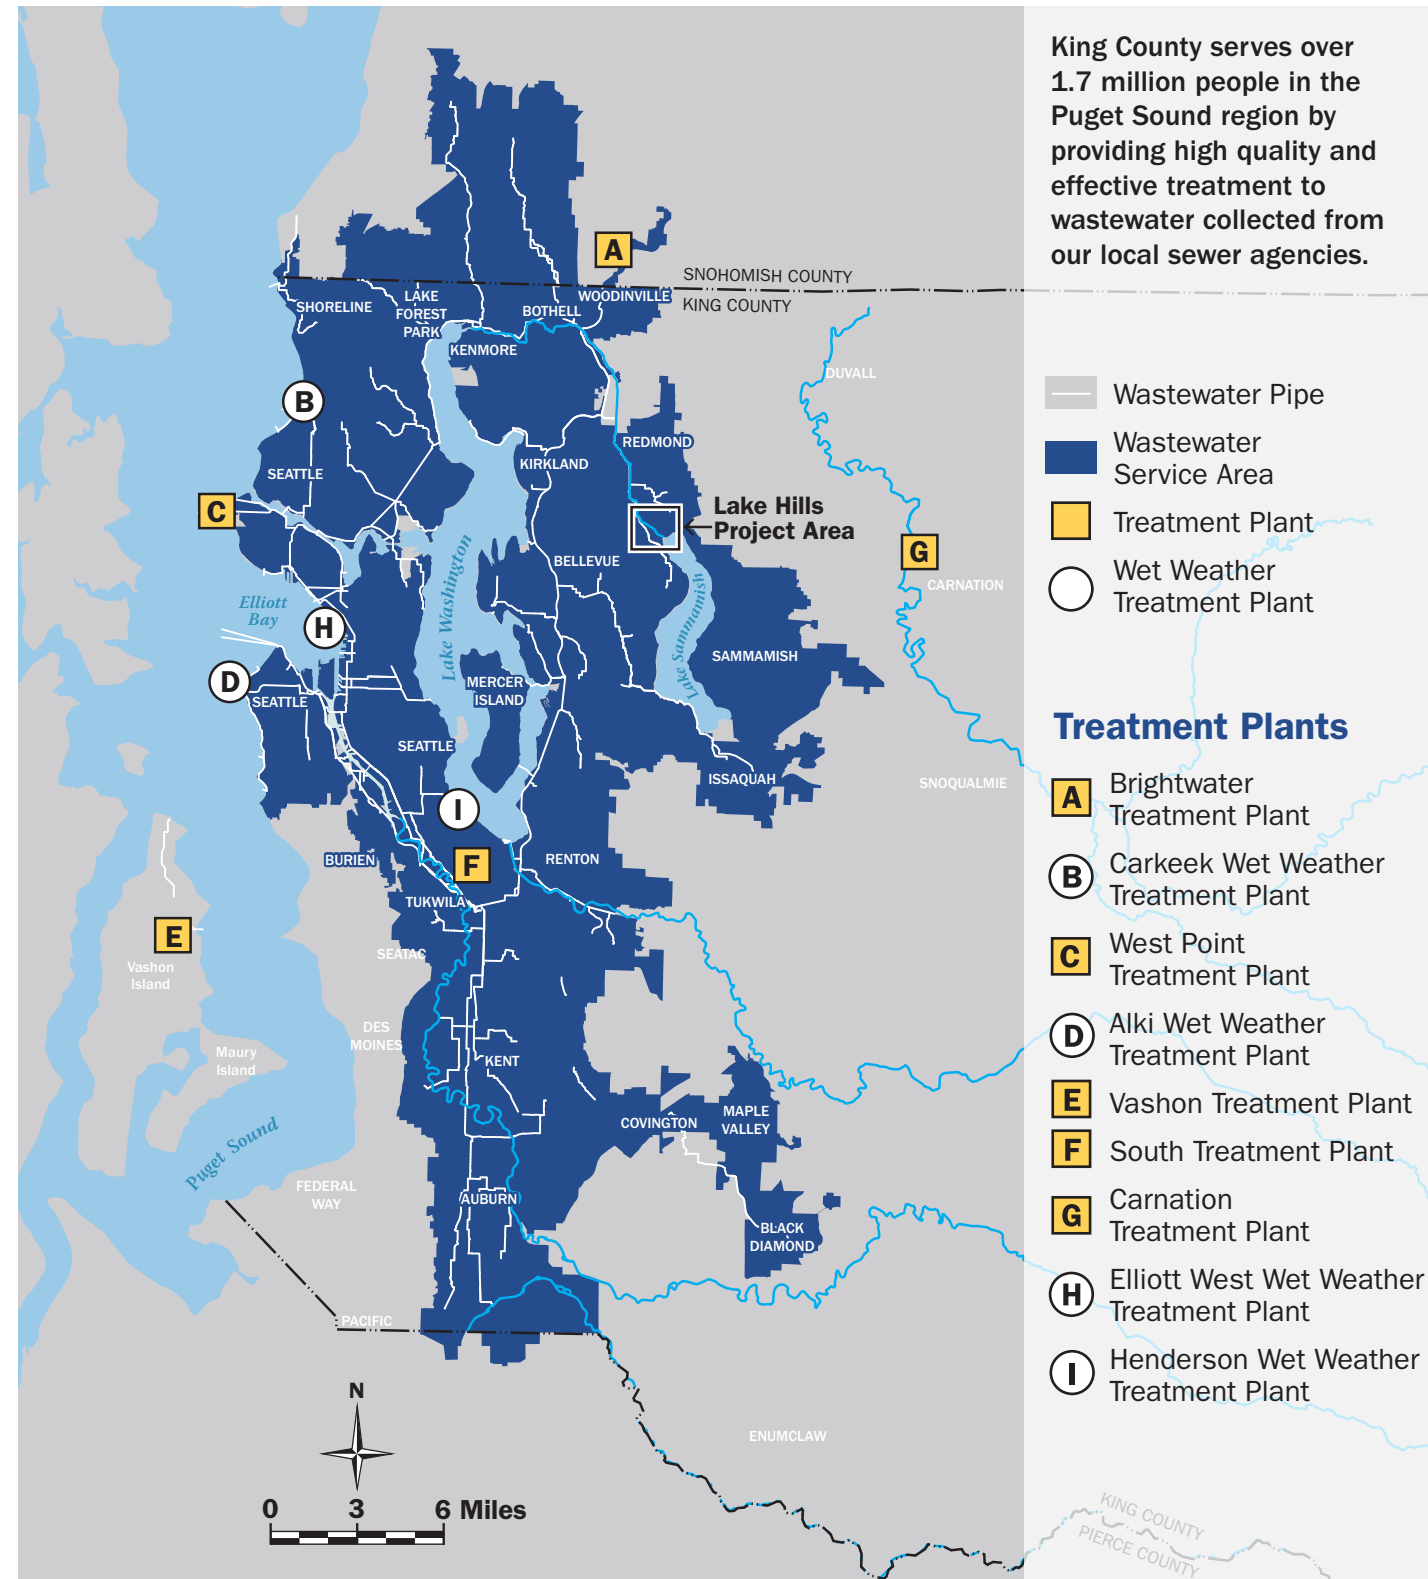 King County serves over
1.7 million people in the
Puget Sound region by
providing high quality and
effective treatment to
wastewater collected from
our local sewer agencies.
A
SNOHOMISH COUNTY
KING COUNTY
WOODINVILLE
SHORELINE
LAKE
FOREST
PARK
BOTHELL
KENMORE
DUVALL
B
REDMOND
KIRKLAND
SEATTLE
C
Lake Hills
Project Area
G
CARNATION
BELLEVUE
Lake Washington
Elliott
Bay
H
Lake Sammamish
SAMMAMISH
D
SEATTLE
MERCER
ISLAND
SEATTLE
ISSAQUAH
SNOQUALMIE
I
BURIEN
F
RENTON
TUKWILA
E
SEATAC
Vashon
Island
DES
MOINES
Maury
Island
KENT
COVINGTON
MAPLE
VALLEY
Puget Sound
FEDERAL
WAY
AUBURN
BLACK
DIAMOND
PACIFIC
ENUMCLAW
N
0 3 6 Miles
Wastewater Pipe
Wastewater
Service Area
Treatment Plant
Wet Weather
Treatment Plant
Treatment Plants
A Brightwater
Treatment Plant
B Carkeek Wet Weather
Treatment Plant
C West Point
Treatment Plant
D Alki Wet Weather
Treatment Plant
E Vashon Treatment Plant
F South Treatment Plant
G Carnation
Treatment Plant
H Elliott West Wet Weather
Treatment Plant
I Henderson Wet Weather
Treatment Plant
KING COUNTY
PIERCE COUNTY